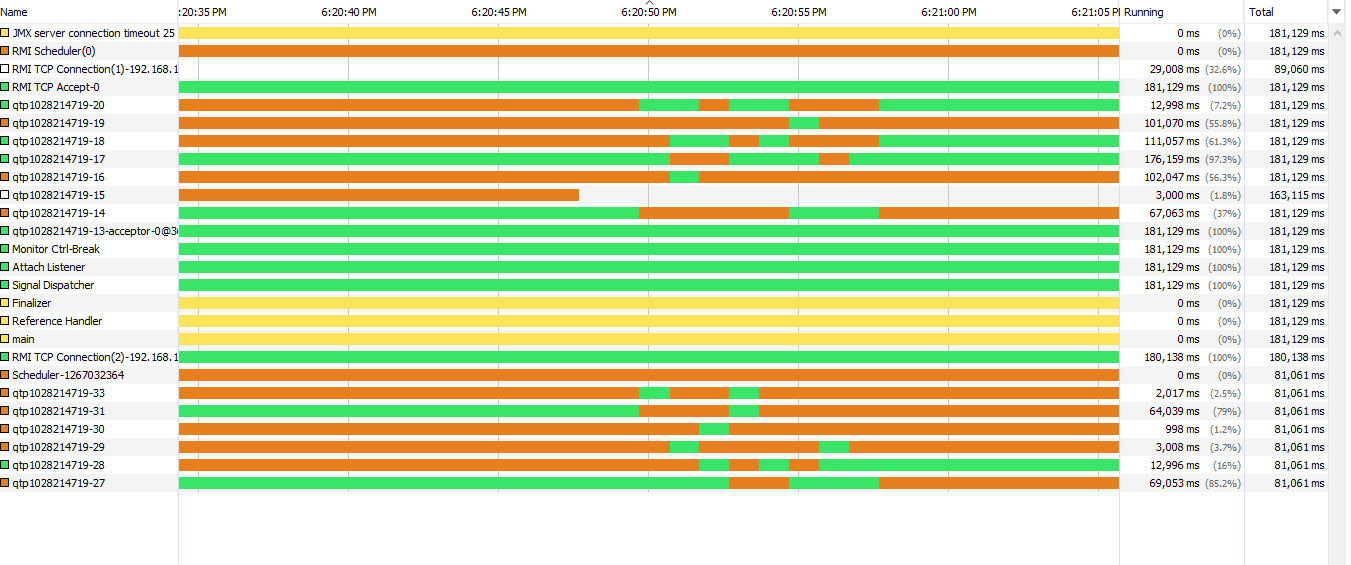 Name :20:35 PM 6:20:40 PM 6:20:45 PM 6:20:50 PM 6:20:55 PM 6:21:00 PM 6:21:05 P Running Total
JMX server connection timeout 25 0 ms (0%) 181,129 ms
RMI Scheduler(0) 0 ms (0%) 181,129 ms
RMI TCP Connection(1)-192.168.1 29,008 ms (32.6%) 89,060 ms
RMI TCP Accept-0 181,129 ms (100%) 181,129 ms
qtp1028214719-20 12,998 ms (7.2%) 181,129 ms
qtp1028214719-19 101,070 ms (55.8%) 181,129 ms
qtp1028214719-18 111,057 ms (61.3%) 181,129 ms
qtp1028214719-17 176,159 ms (97.3%) 181,129 ms
qtp1028214719-16 102,047 ms (56.3%) 181,129 ms
qtp1028214719-15 3,000 ms (1.8%) 163,115 ms
qtp1028214719-14 67,063 ms (37%) 181,129 ms
qtp1028214719-13-acceptor-0@3 181,129 ms (100%) 181,129 ms
Monitor Ctrl-Break 181,129 ms (100%) 181,129 ms
Attach Listener 181,129 ms (100%) 181,129 ms
Signal Dispatcher 181,129 ms (100%) 181,129 ms
Finalizer 0 ms (0%) 181,129 ms
Reference Handler 0 ms (0%) 181,129 ms
main 0 ms (0%) 181,129 ms
RMI TCP Connection(2)-192.168.1 180,138 ms (100%) 180,138 ms
Scheduler-1267032364 0 ms (0%) 81,061 ms
qtp1028214719-33 2,017 ms (2.5%) 81,061 ms
qtp1028214719-31 64,039 ms (79%) 81,061 ms
qtp1028214719-30 998 ms (1.2%) 81,061 ms
qtp1028214719-29 3,008 ms (3.7%) 81,061 ms
qtp1028214719-28 12,996 ms (16%) 81,061 ms
qtp1028214719-27 69,053 ms (85.2%) 81,061 ms